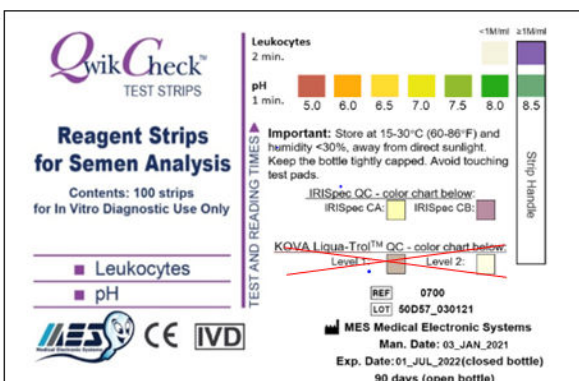 QwikCheck™
TEST STRIPS
Reagent Strips
for Semen Analysis
Contents: 100 strips
for In Vitro Diagnostic Use Only
Leukocytes
pH
MES
Medical Electronic Systems
CE
IVD
TEST AND READING TIMES
<1M/ml ≥1M/ml
Leukocytes
2 min.
pH
1 min.
5.0 6.0 6.5 7.0 7.5 8.0 8.5
Important: Store at 15-30°C (60-86°F) and
humidity <30%, away from direct sunlight.
Keep the bottle tightly capped. Avoid touching
test pads.
IRISpec QC - color chart below:
IRISpec CA: IRISpec CB:
KOVA Liqua-Trol™ QC - color chart below:
Level 1: Level 2:
Strip Handle
REF 0700
LOT 50D57_030121
MES Medical Electronic Systems
Man. Date: 03_JAN_2021
Exp. Date:01_JUL_2022(closed bottle)
90 days (open bottle)